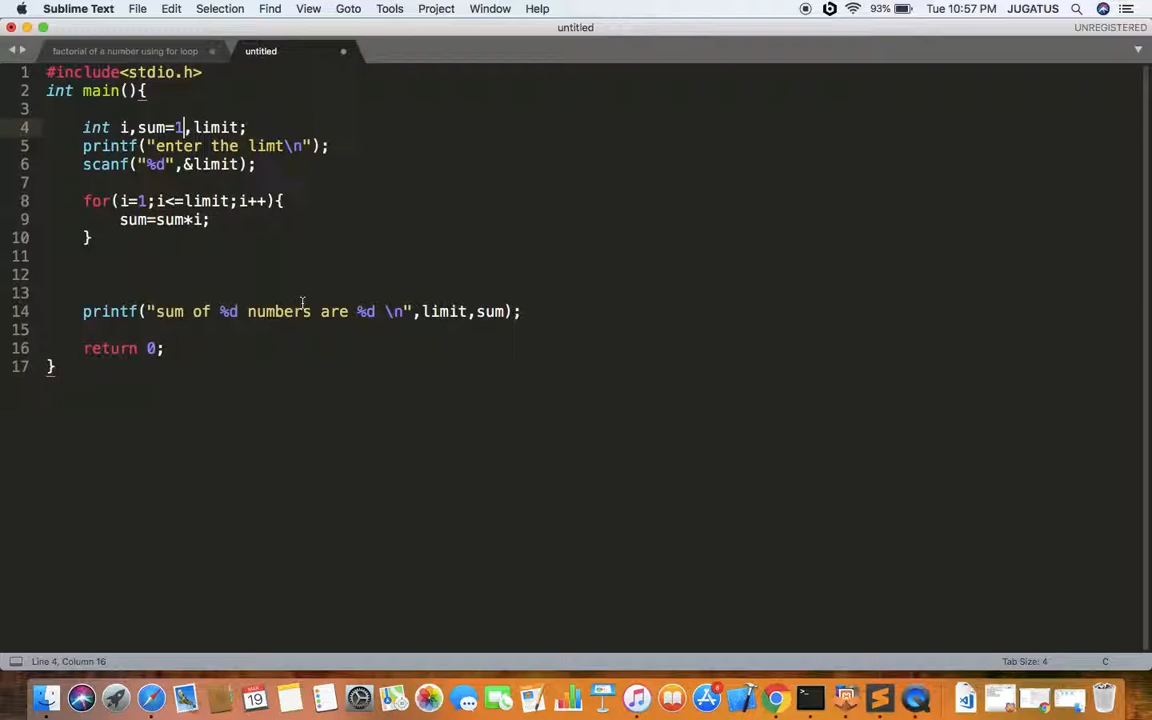 Sublime Text File Edit Selection Find View Goto Tools Project Window Help 93% Tue 10:57 PM JUGATUS
untitled UNREGISTERED
factorial of a number using for loop untitled
1 #include<stdio.h>
2 int main(){
3
4 int i,sum=1,limit;
5 printf("enter the limt\n");
6 scanf("%d",&limit);
7
8 for(i=1;i<=limit;i++){
9 sum=sum*i;
10 }
11
12
13
14 printf("sum of %d numbers are %d \n",limit,sum);
15
16 return 0;
17 }
Line 4, Column 16 Tab Size: 4 C
MAR
19